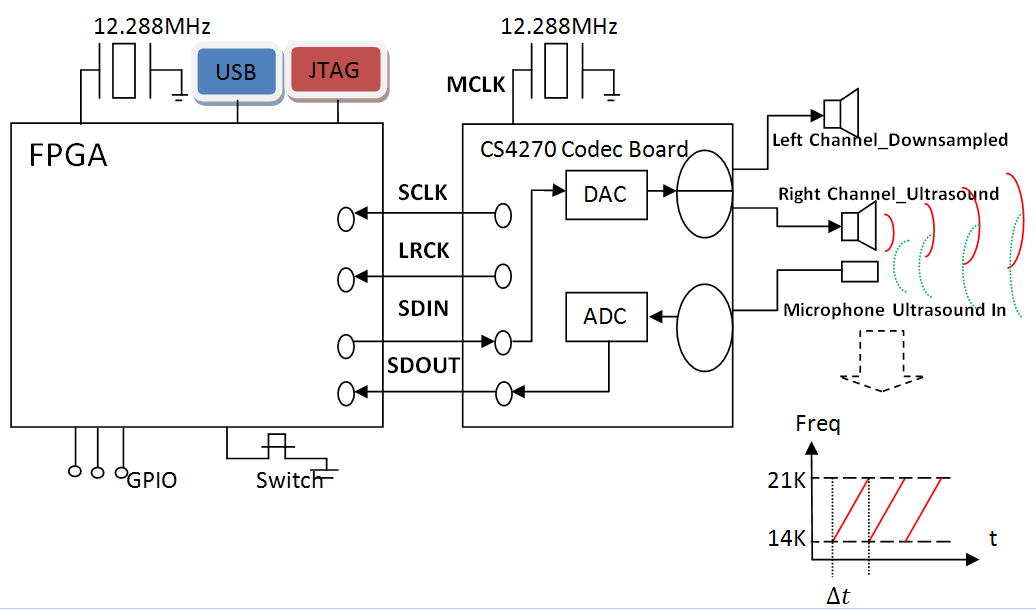 12.288MHz
12.288MHz
USB
JTAG
MCLK
FPGA
CS4270 Codec Board
Left Channel_Downsampled
SCLK
DAC
Right Channel_Ultrasound
LRCK
SDIN
ADC
Microphone Ultrasound In
SDOUT
GPIO
Switch
Freq
21K
14K
t
Δt